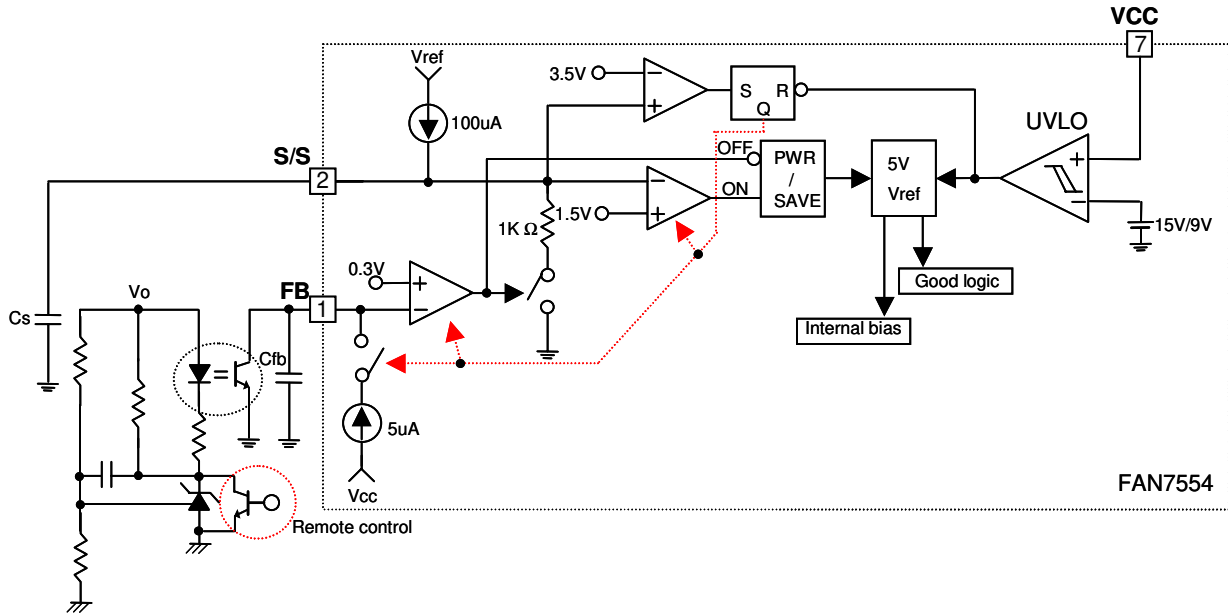 VCC
7
Vref
3.5V
S R
Q
100uA
UVLO
S/S
2
OFF
PWR
/
SAVE
ON
5V
Vref
1.5V
1K Ω
15V/9V
0.3V
FB
1
Good logic
Vo
Cs
Internal bias
Cfb
5uA
Vcc
FAN7554
Remote control